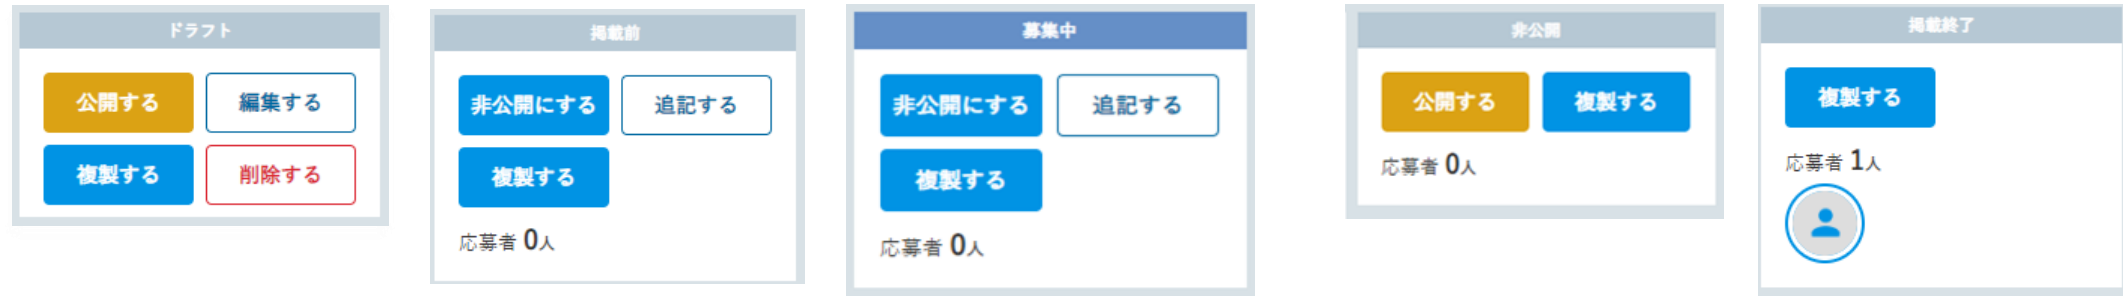 ドラフト
公開する 編集する
複製する 削除する
掲載前
非公開にする 追記する
複製する
応募者 0人
募集中
非公開にする 追記する
複製する
応募者 0人
非公開
公開する 複製する
応募者 0人
掲載終了
複製する
応募者 1人